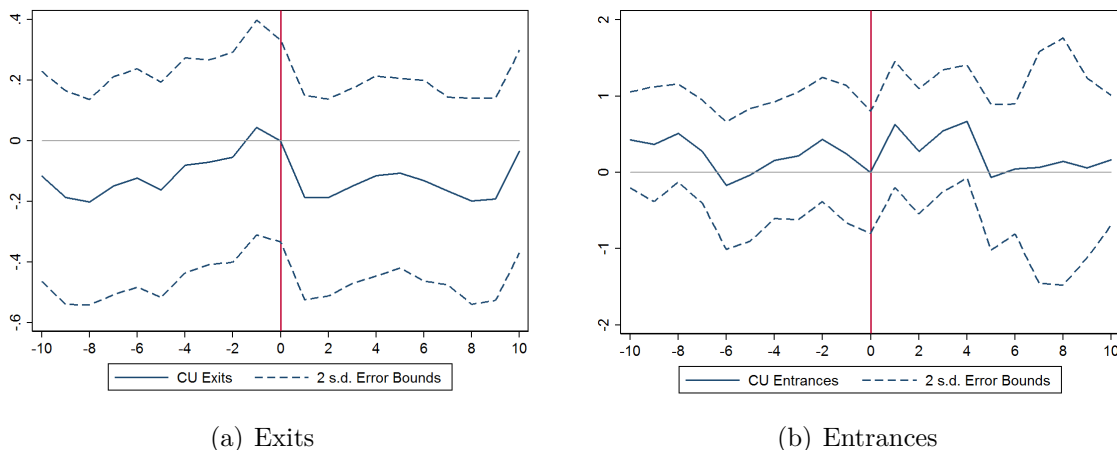 .4
.2
0
-.2
-.4
-.6
-10 -8 -6 -4 -2 0 2 4 6 8 10
CU Exits 2 s.d. Error Bounds
(a) Exits
2
1
0
-1
-2
-10 -8 -6 -4 -2 0 2 4 6 8 10
CU Entrances 2 s.d. Error Bounds
(b) Entrances